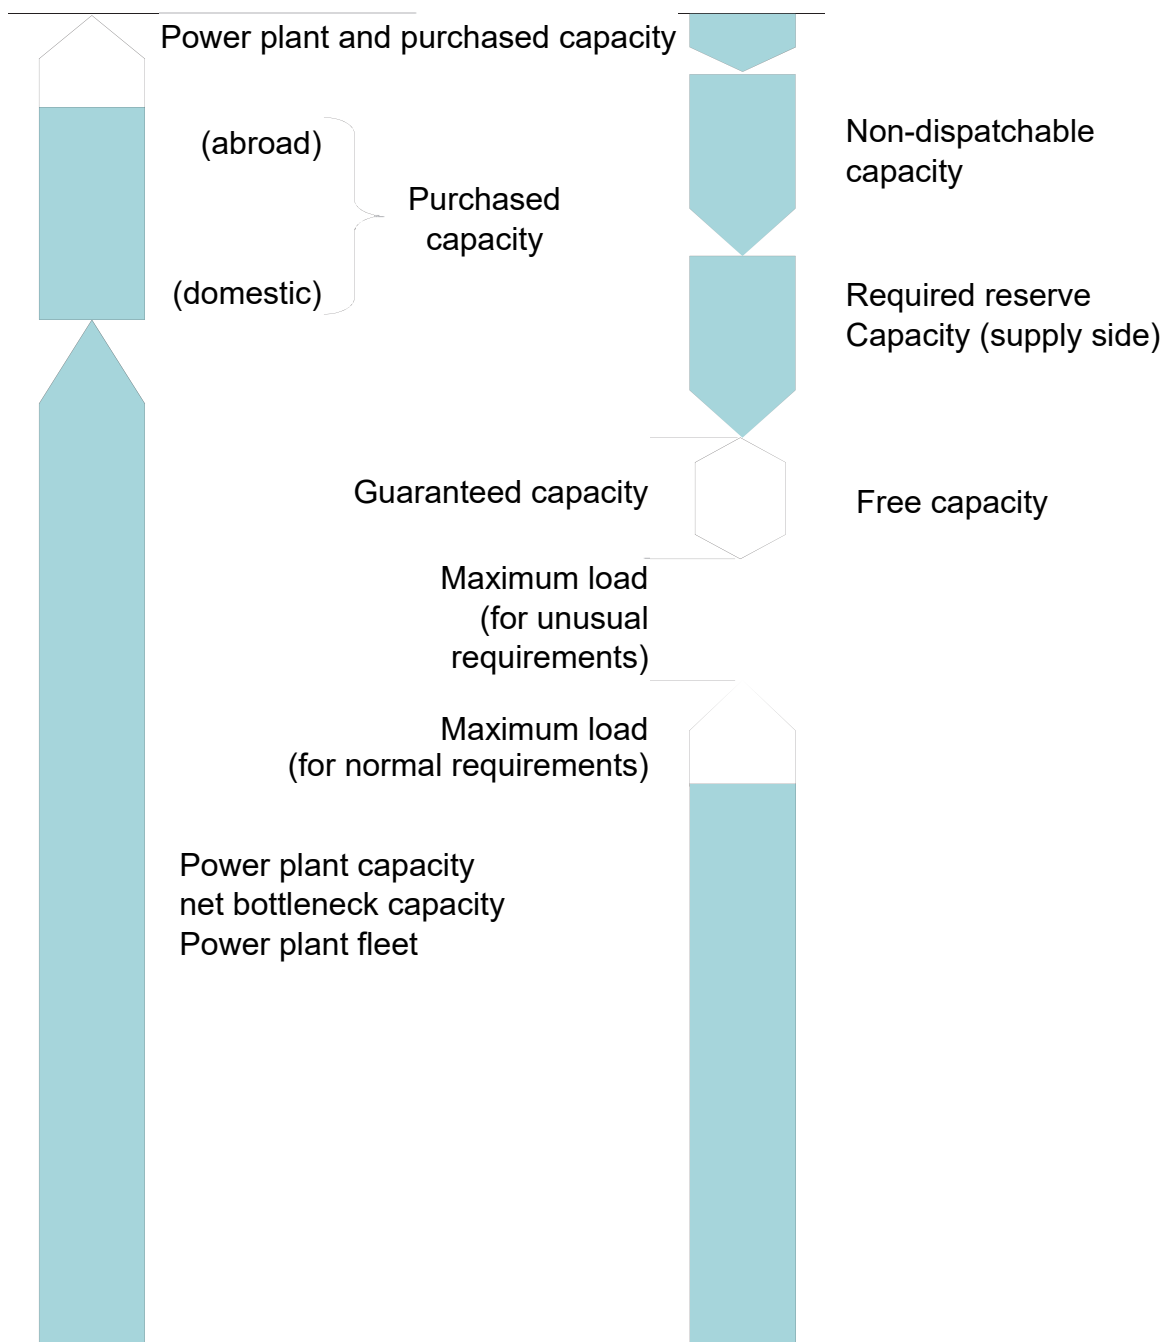 Power plant and purchased capacity
(abroad)
Purchased
capacity
(domestic)
Non-dispatchable
capacity
Required reserve
Capacity (supply side)
Guaranteed capacity
Free capacity
Maximum load
(for unusual
requirements)
Maximum load
(for normal requirements)
Power plant capacity
net bottleneck capacity
Power plant fleet